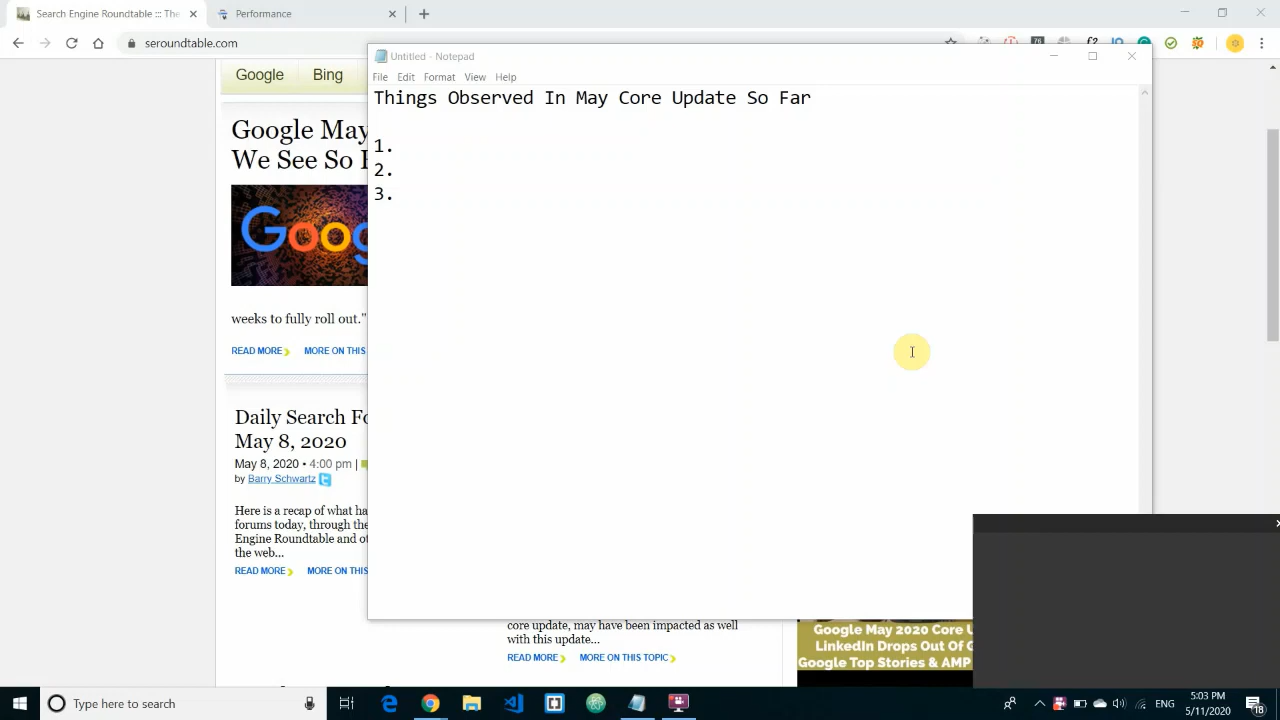 Search Engine Roundtable ::: The
Performance
seroundtable.com
76
f?
Google
Bing
Google May
We See So
Google
weeks to fully roll out."
READ MORE
MORE ON THIS
Daily Search Fo
May 8, 2020
May 8, 2020 • 4:00 pm |
by Barry Schwartz
Here is a recap of what ha
forums today, through the
Engine Roundtable and ot
the web...
READ MORE
MORE ON THIS
Untitled - Notepad
File Edit Format View Help
Things Observed In May Core Update So Far
1.
2.
3.
core update, may have been impacted as well
with this update...
READ MORE
MORE ON THIS TOPIC
Google May 2020 Core U
LinkedIn Drops Out Of G
Google Top Stories & AMP
Type here to search
ENG
5:03 PM
5/11/2020
18